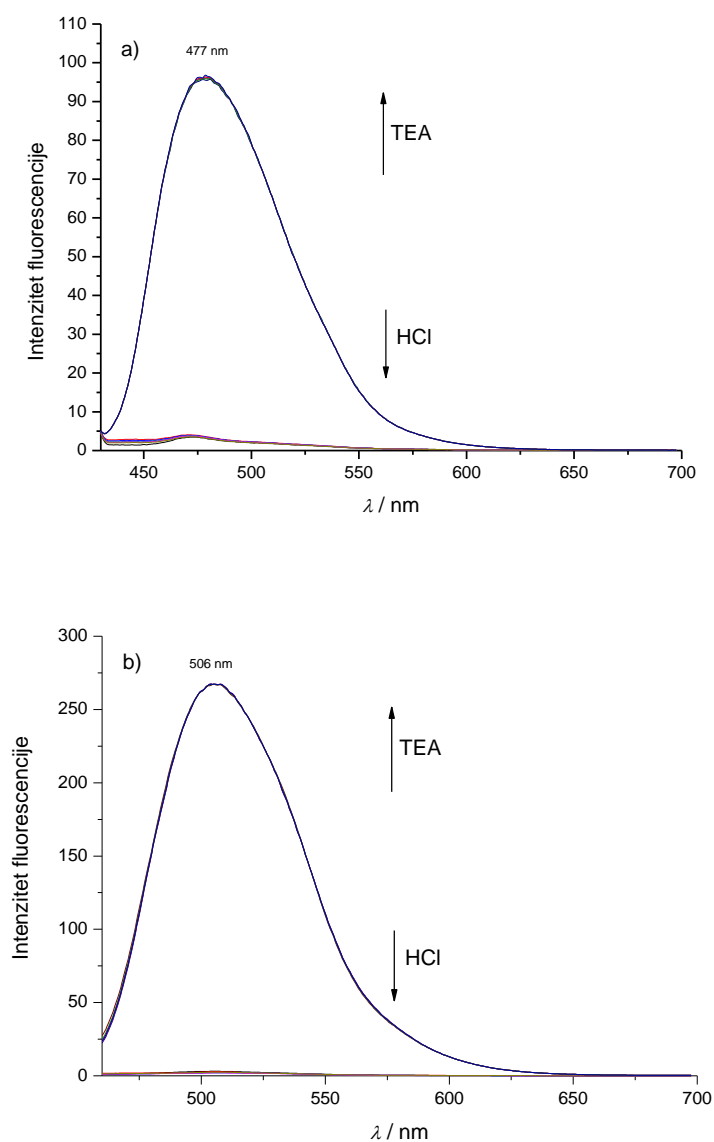 a)
477 nm
TEA
HCl
Intenzitet fluorescencije
110
100
90
80
70
60
50
40
30
20
10
0
450 500 550 600 650 700
λ / nm
b)
506 nm
TEA
HCl
Intenzitet fluorescencije
300
250
200
150
100
50
0
500 550 600 650 700
λ / nm